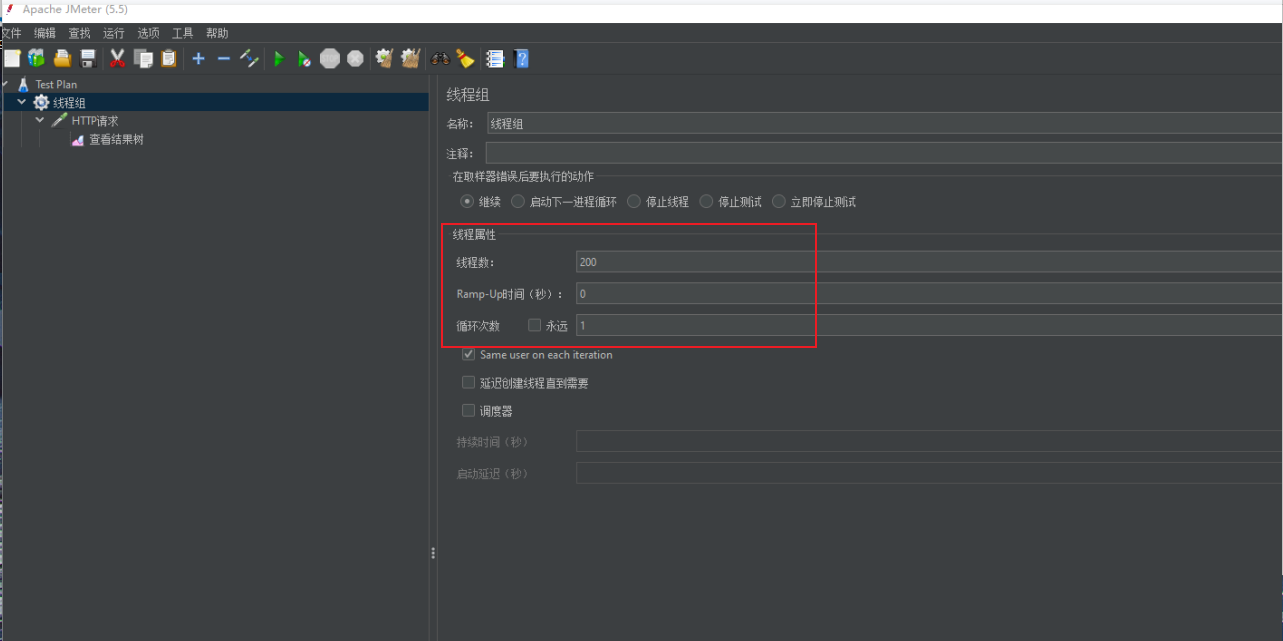 Apache JMeter (5.5)
文件 编辑 查找 运行 选项 工具 帮助
Test Plan
线程组
HTTP请求
查看结果树
线程组
名称: 线程组
注释:
在取样器错误后要执行的动作
继续 启动下一进程循环 停止线程 停止测试 立即停止测试
线程属性
线程数: 200
Ramp-Up时间（秒）: 0
循环次数 永远 1
Same user on each iteration
延迟创建线程直到需要
调度器
持续时间（秒）
启动延迟（秒）